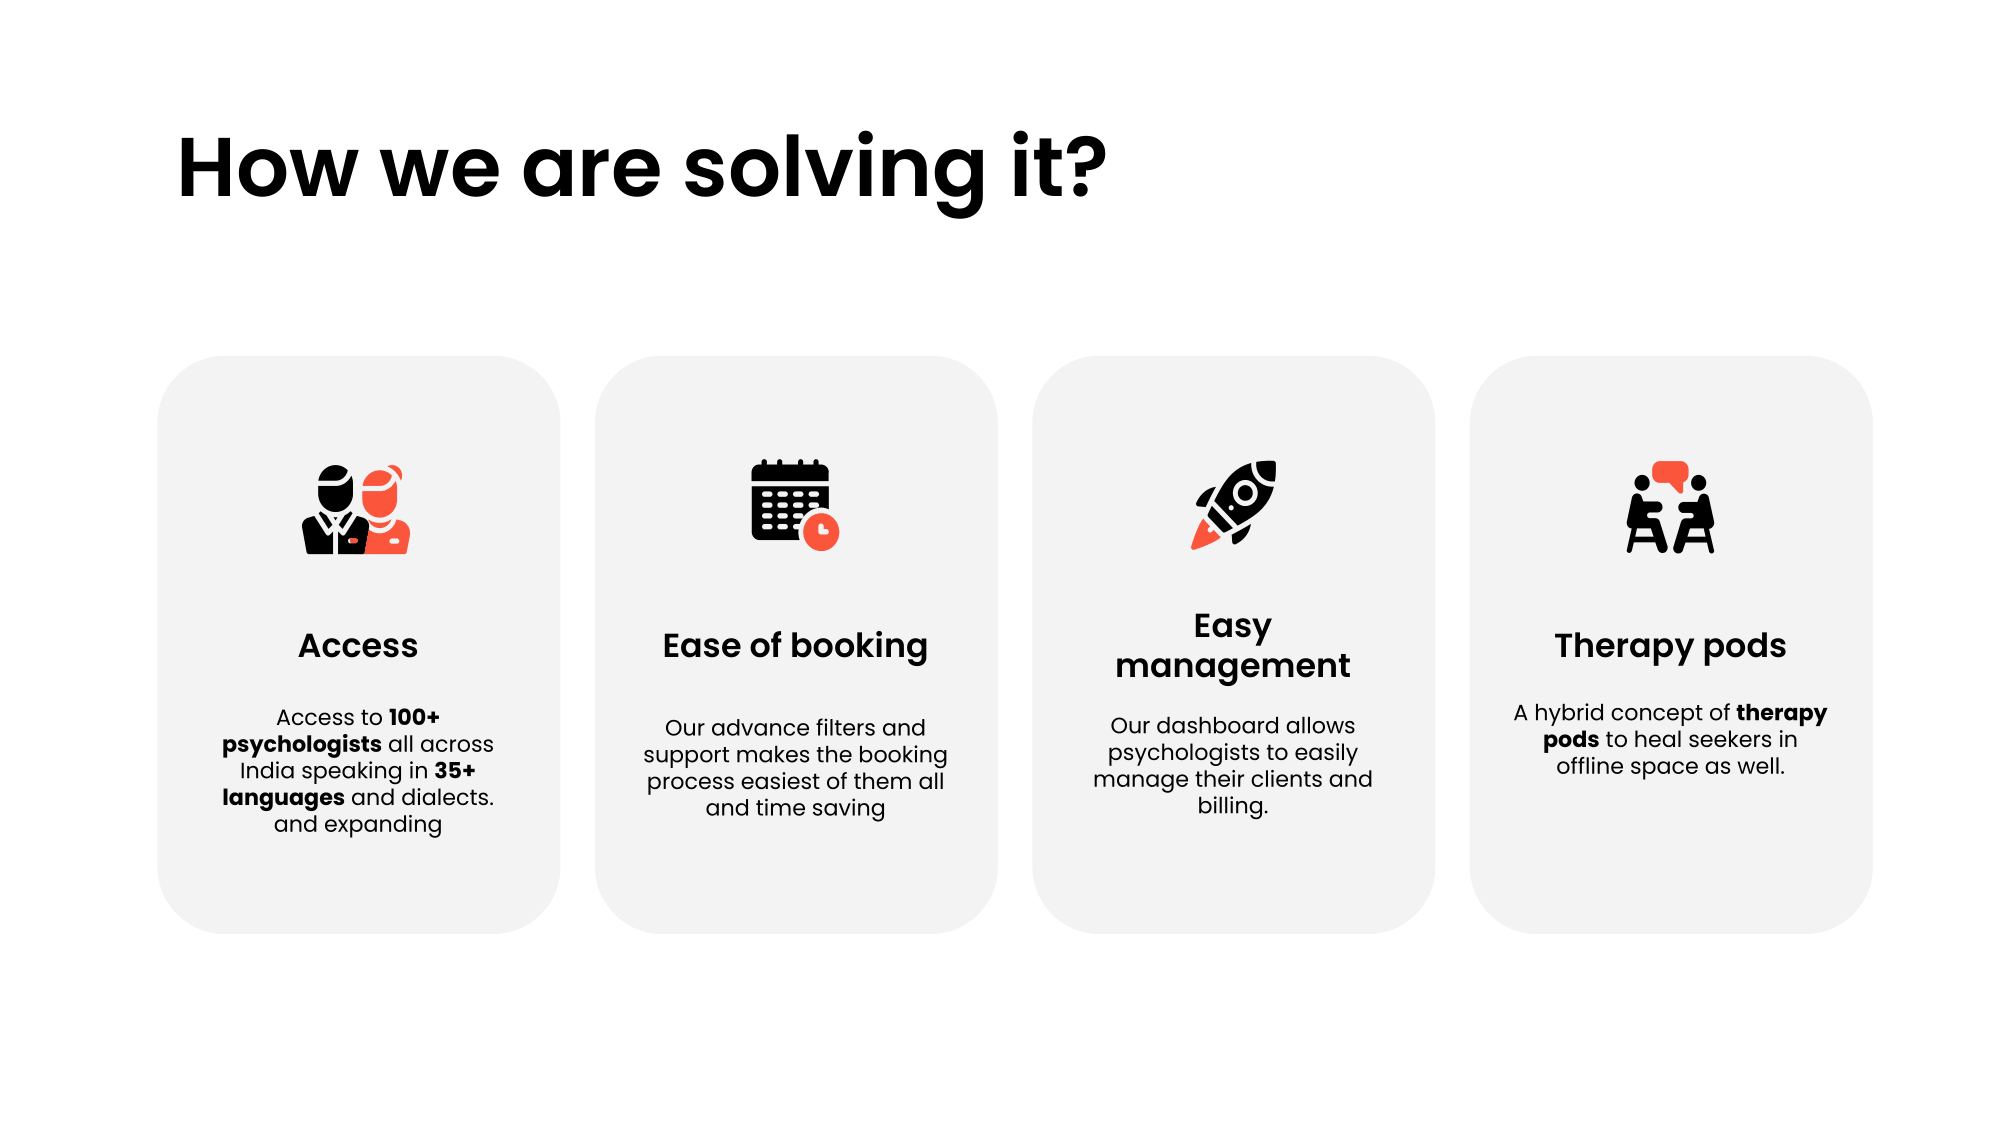 How we are solving it?
Access
Access to 100+
psychologists all across
India speaking in 35+
languages and dialects.
and expanding
Ease of booking
Our advance filters and
support makes the booking
process easiest of them all
and time saving
Easy
management
Our dashboard allows
psychologists to easily
manage their clients and
billing.
Therapy pods
A hybrid concept of therapy
pods to heal seekers in
offline space as well.